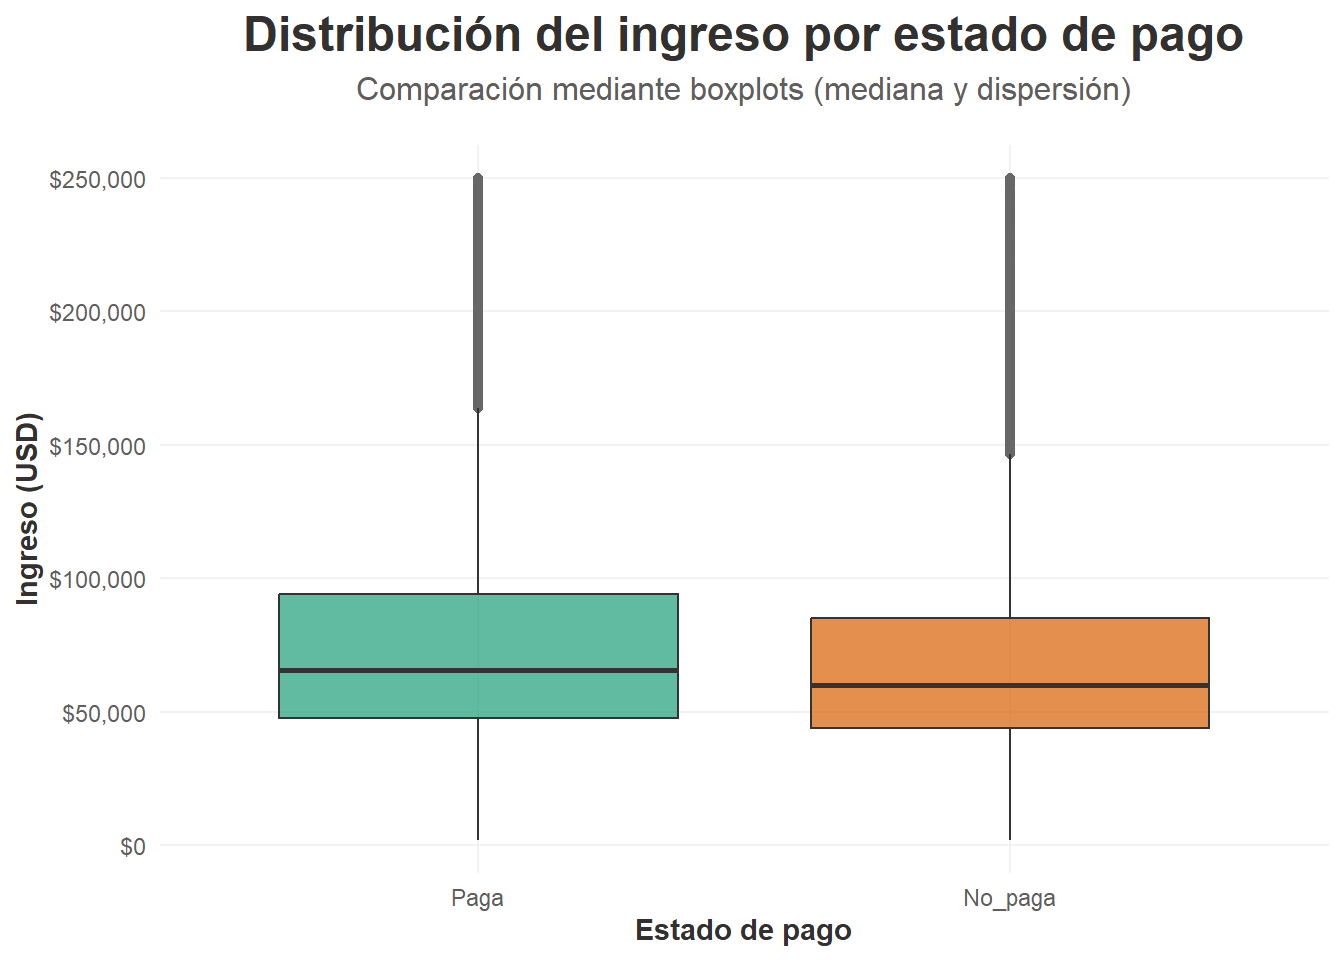 Distribución del ingreso por estado de pago
Comparación mediante boxplots (mediana y dispersión)
Ingreso (USD)
$250,000
$200,000
$150,000
$100,000
$50,000
$0
Paga
No_paga
Estado de pago